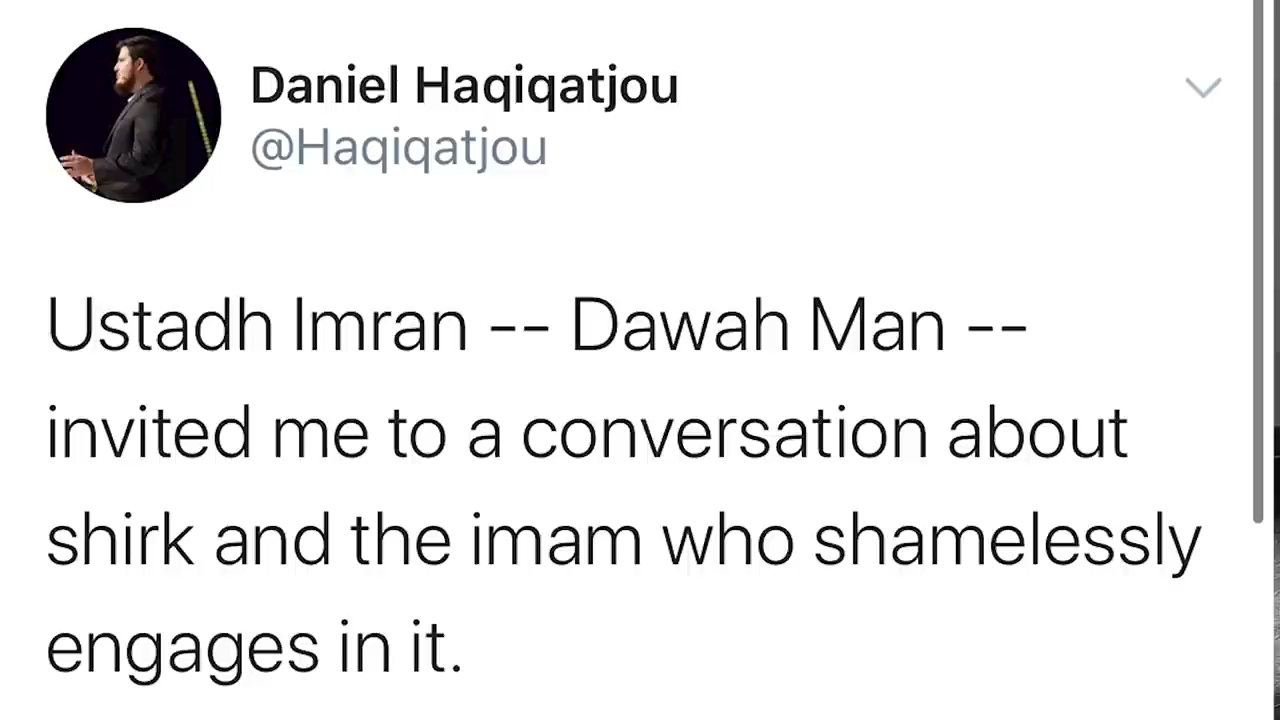 Daniel Haqiqatjou
@Haqiqatjou
Ustadh Imran -- Dawah Man --
invited me to a conversation about
shirk and the imam who shamelessly
engages in it.